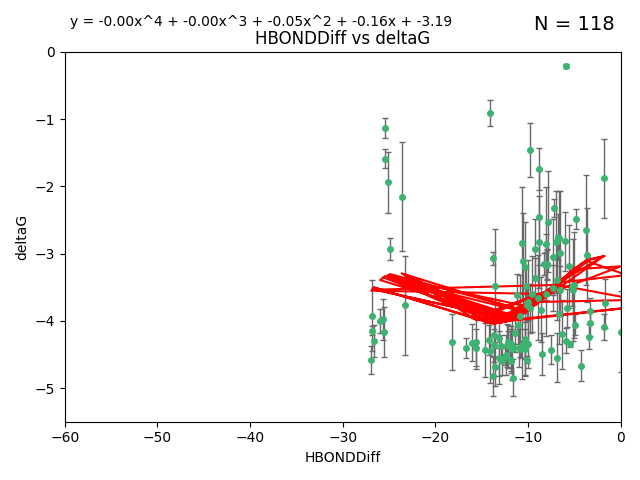 y = -0.00x^4 + -0.00x^3 + -0.05x^2 + -0.16x + -3.19
N = 118
HBONDDiff vs deltaG
0
−1
−2
−3
−4
−5
deltaG
−60
−50
−40
−30
−20
−10
0
HBONDDiff